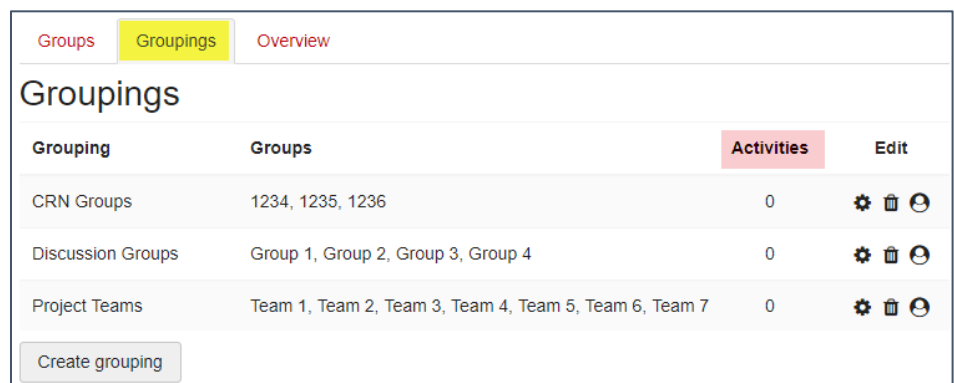 Groups Groupings Overview
Groupings
Grouping Groups Activities Edit
CRN Groups 1234, 1235, 1236 0
Discussion Groups Group 1, Group 2, Group 3, Group 4 0
Project Teams Team 1, Team 2, Team 3, Team 4, Team 5, Team 6, Team 7 0
Create grouping